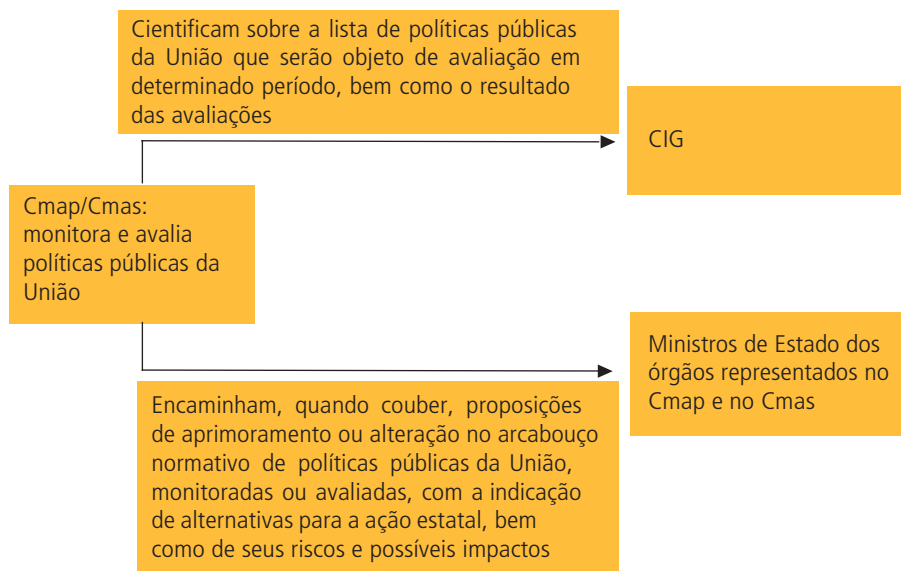 Cientificam sobre a lista de políticas públicas
da União que serão objeto de avaliação em
determinado período, bem como o resultado
das avaliações
CIG
Cmap/Cmas:
monitora e avalia
políticas públicas da
União
Ministros de Estado dos
órgãos representados no
Cmap e no Cmas
Encaminham, quando couber, proposições
de aprimoramento ou alteração no arcabouço
normativo de políticas públicas da União,
monitoradas ou avaliadas, com a indicação
de alternativas para a ação estatal, bem
como de seus riscos e possíveis impactos